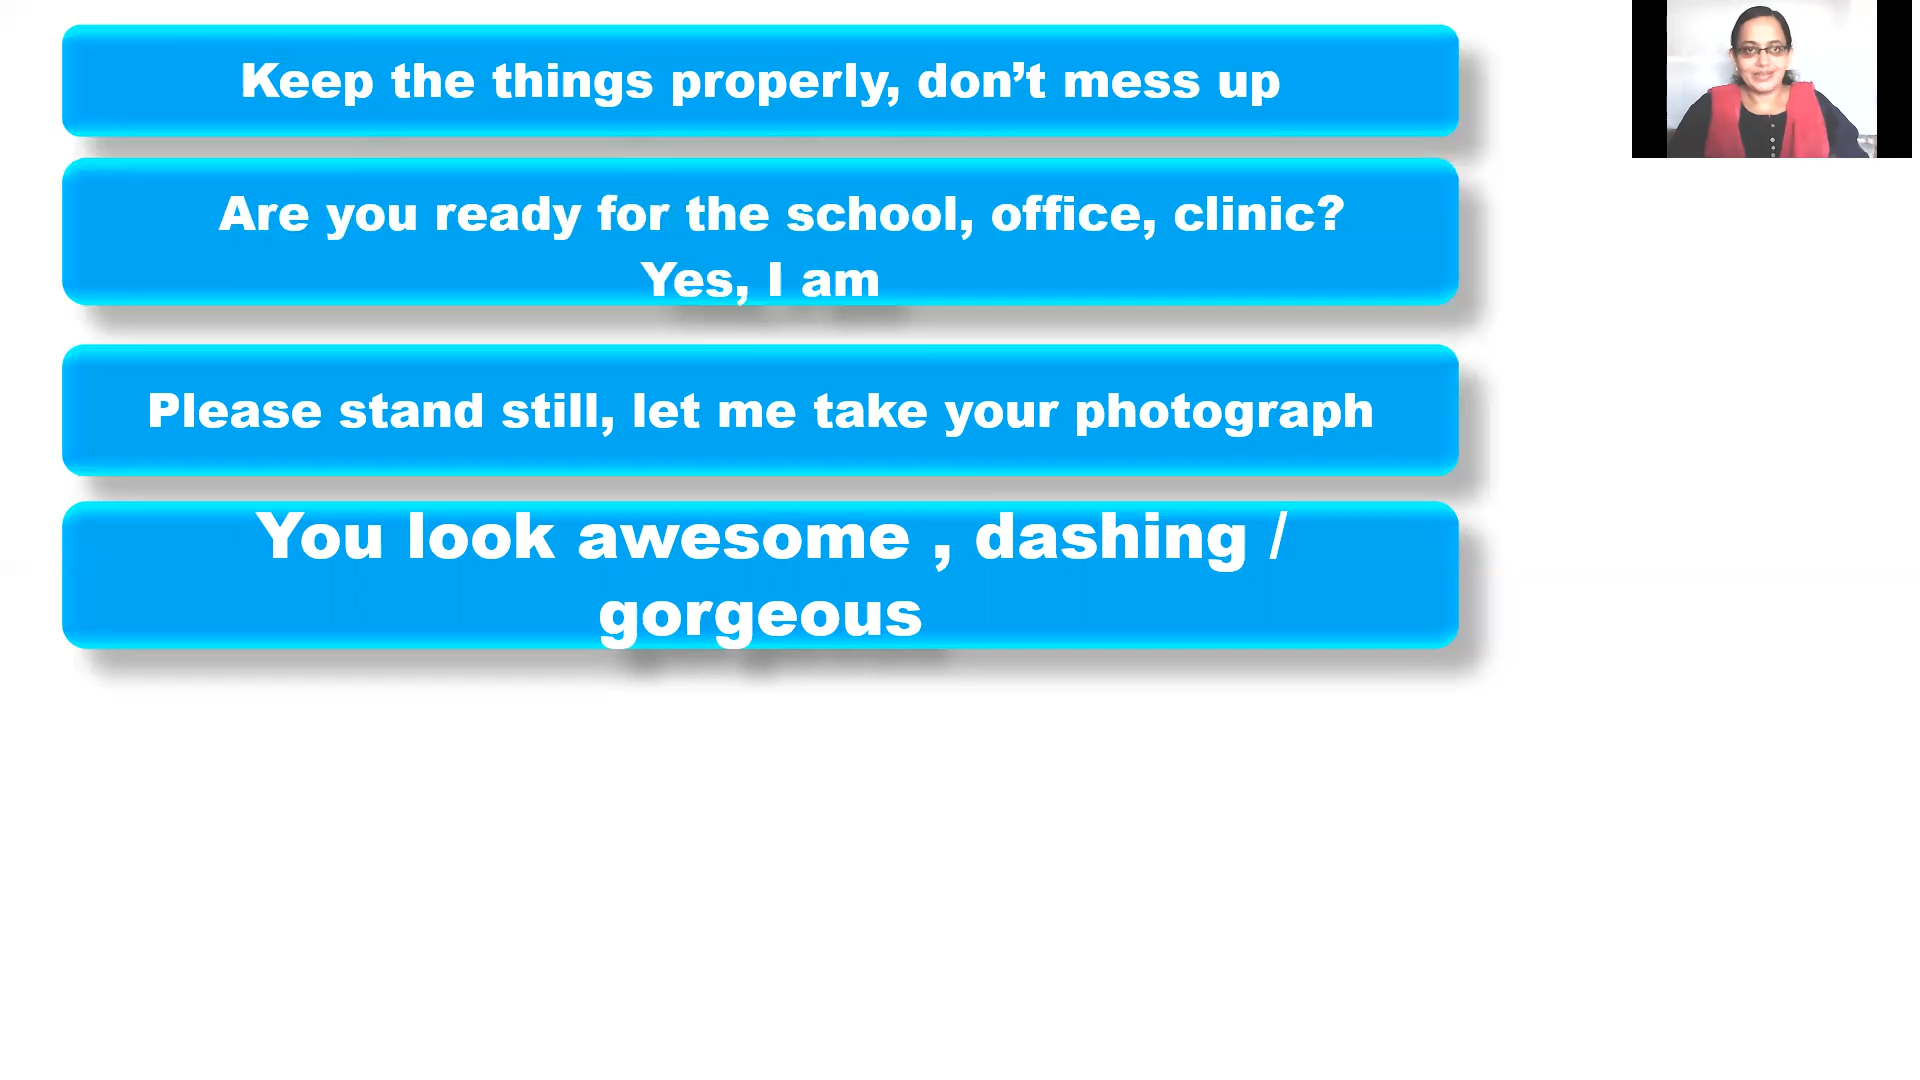 Keep the things properly, don’t mess up
Are you ready for the school, office, clinic?
Yes, I am
Please stand still, let me take your photograph
You look awesome , dashing /
gorgeous